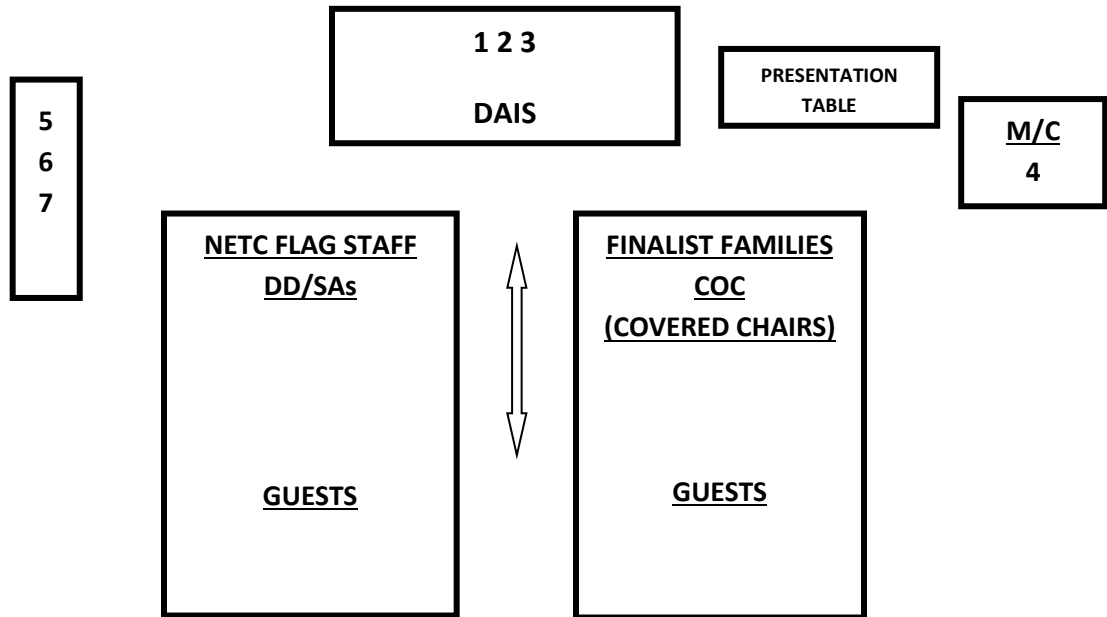 1 2 3
DAIS
PRESENTATION
TABLE
M/C
4
5
6
7
NETC FLAG STAFF
DD/SAs
GUESTS
FINALIST FAMILIES
COC
(COVERED CHAIRS)
GUESTS